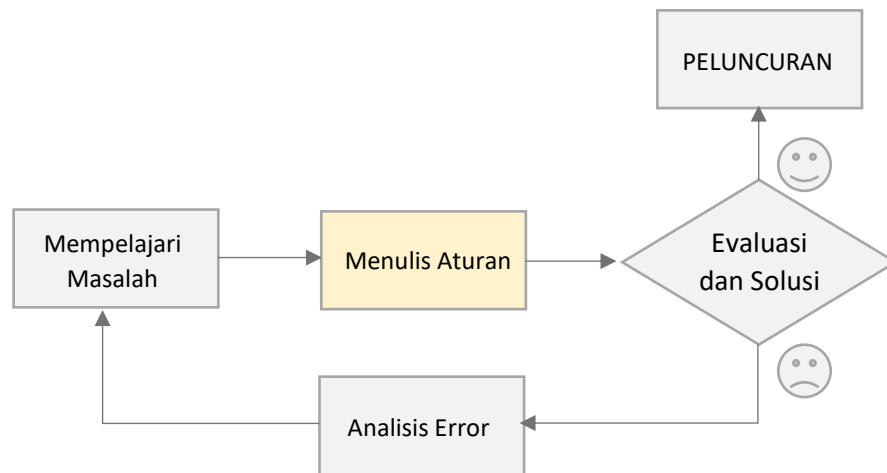 PELUNCURAN
Mempelajari
Masalah
Menulis Aturan
Evaluasi
dan Solusi
Analisis Error